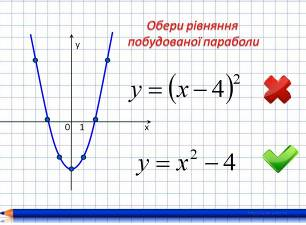 Обери рівняння
побудованої параболи
y
y = (x − 4)²
0 1 x
y = x² − 4